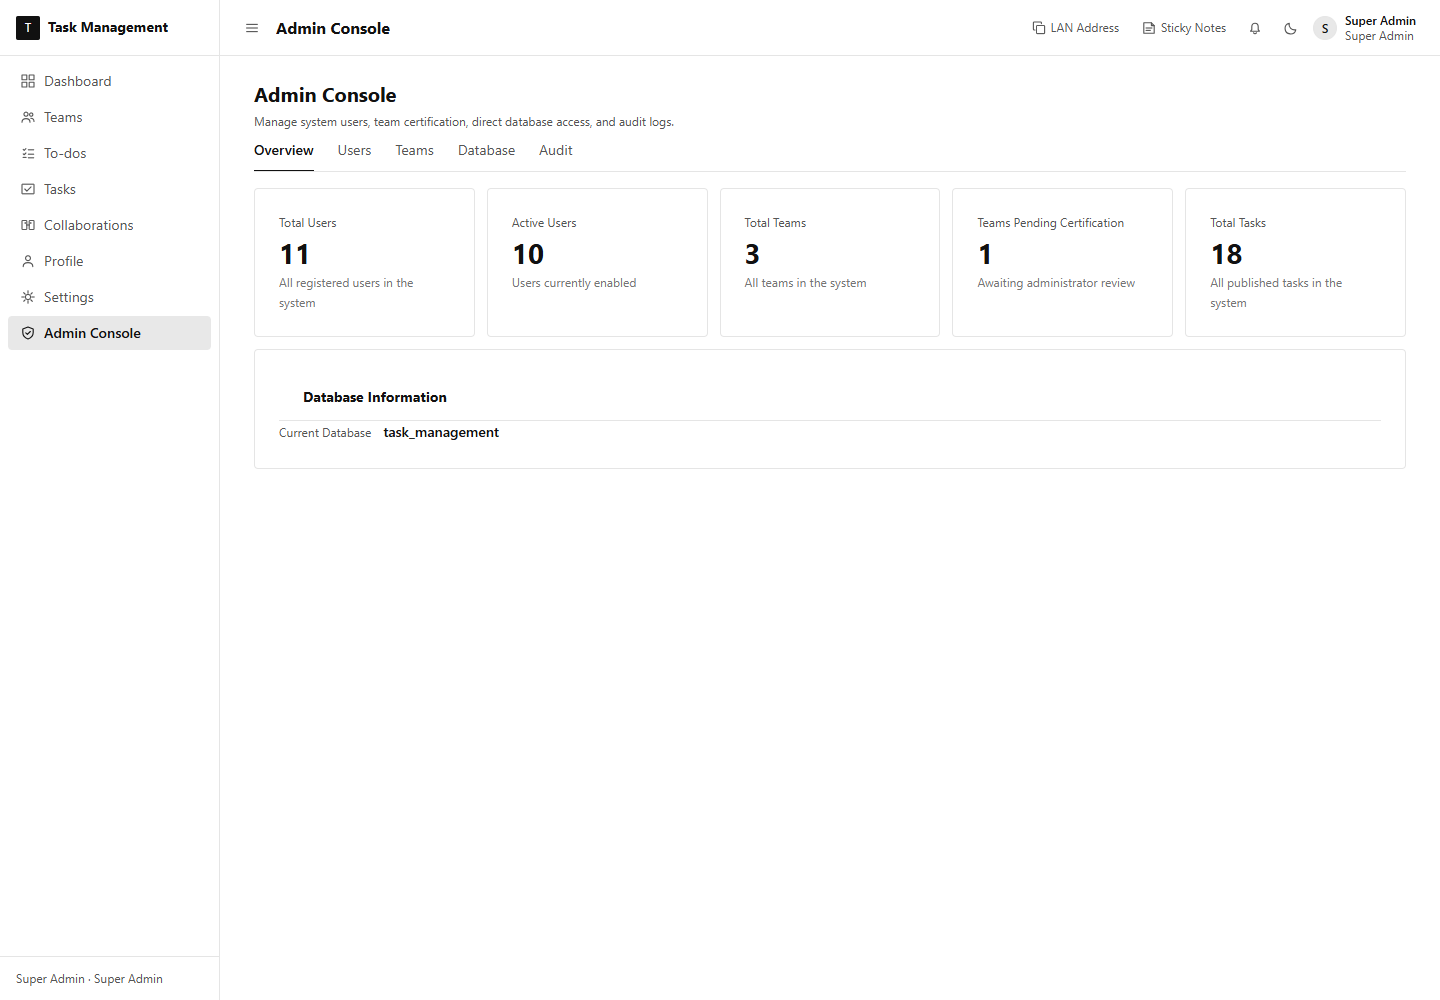 T Task Management
Dashboard
Teams
To-dos
Tasks
Collaborations
Profile
Settings
Admin Console
Super Admin · Super Admin
Admin Console
LAN Address
Sticky Notes
S
Super Admin
Super Admin
Admin Console
Manage system users, team certification, direct database access, and audit logs.
Overview Users Teams Database Audit
Total Users
11
All registered users in the
system
Active Users
10
Users currently enabled
Total Teams
3
All teams in the system
Teams Pending Certification
1
Awaiting administrator review
Total Tasks
18
All published tasks in the
system
Database Information
Current Database task_management